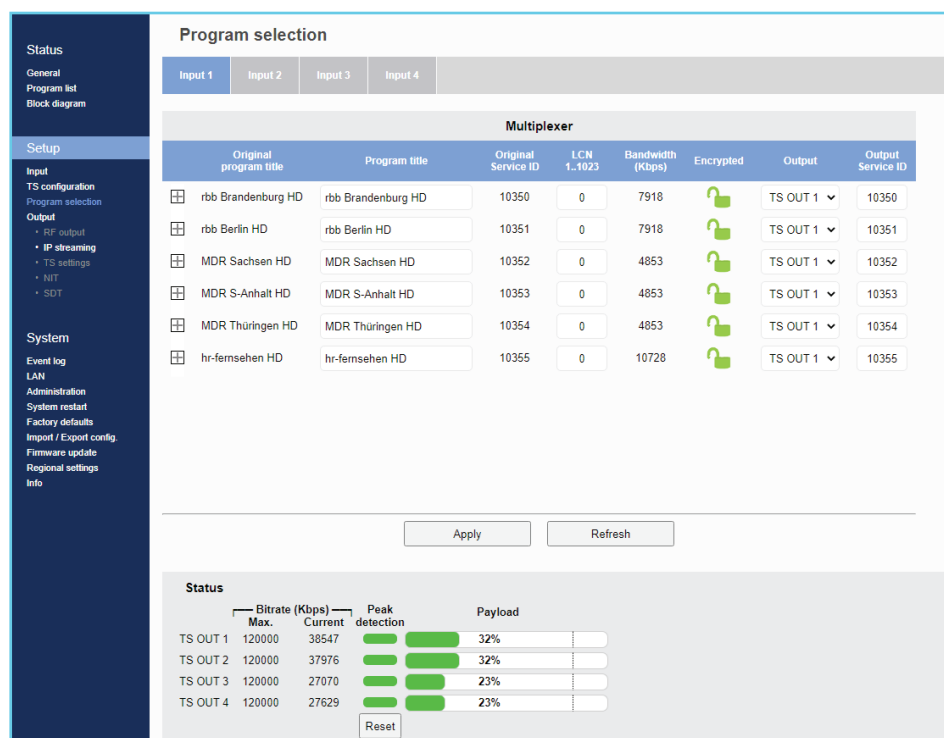 Program selection
Status
General
Program list
Block diagram
Setup
Input
TS configuration
Program selection
Output
• RF output
• IP streaming
• TS settings
• NIT
• SDT
System
Event log
LAN
Administration
System restart
Factory defaults
Import / Export config.
Firmware update
Regional settings
Info
Input 1 Input 2 Input 3 Input 4
Multiplexer
Original program title Program title Original Service ID LCN 1..1023 Bandwidth (Kbps) Encrypted Output Output Service ID
rbb Brandenburg HD rbb Brandenburg HD 10350 0 7918 TS OUT 1 10350
rbb Berlin HD rbb Berlin HD 10351 0 7918 TS OUT 1 10351
MDR Sachsen HD MDR Sachsen HD 10352 0 4853 TS OUT 1 10352
MDR S-Anhalt HD MDR S-Anhalt HD 10353 0 4853 TS OUT 1 10353
MDR Thüringen HD MDR Thüringen HD 10354 0 4853 TS OUT 1 10354
hr-fernsehen HD hr-fernsehen HD 10355 0 10728 TS OUT 1 10355
Apply Refresh
Status
Bitrate (Kbps) Peak
Max. Current detection Payload
TS OUT 1 120000 38547 32%
TS OUT 2 120000 37976 32%
TS OUT 3 120000 27070 23%
TS OUT 4 120000 27629 23%
Reset